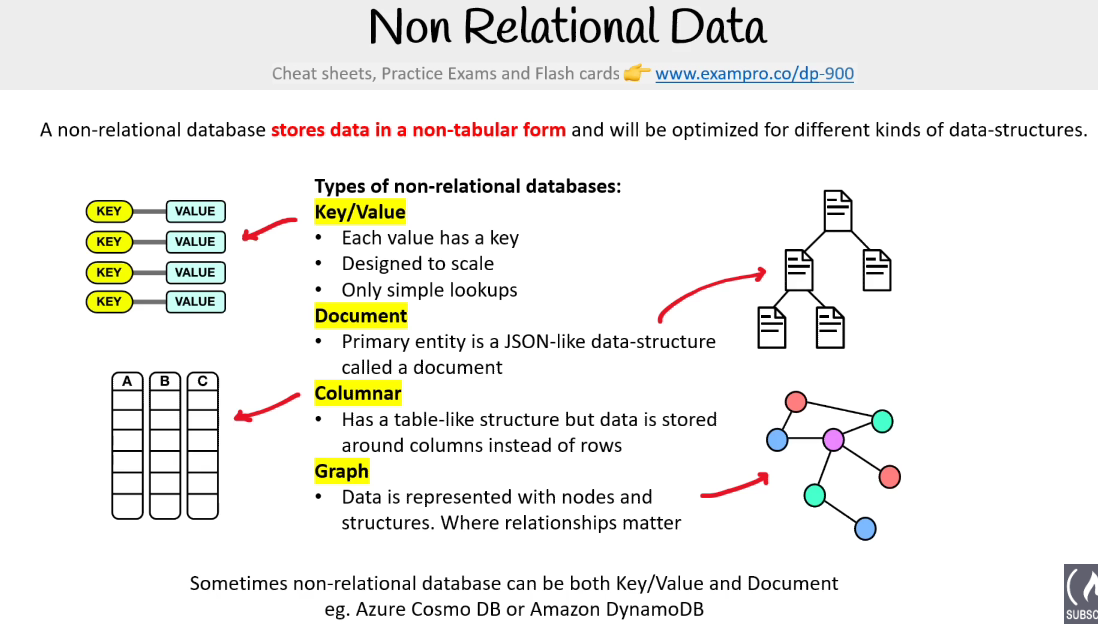 Non Relational Data
Cheat sheets, Practice Exams and Flash cards 👉 www.exampro.co/dp-900
A non-relational database stores data in a non-tabular form and will be optimized for different kinds of data-structures.
Types of non-relational databases:
Key/Value
• Each value has a key
• Designed to scale
• Only simple lookups
Document
• Primary entity is a JSON-like data-structure
called a document
Columnar
• Has a table-like structure but data is stored
around columns instead of rows
Graph
• Data is represented with nodes and
structures. Where relationships matter
KEY VALUE
KEY VALUE
KEY VALUE
KEY VALUE
A B C
Sometimes non-relational database can be both Key/Value and Document
eg. Azure Cosmo DB or Amazon DynamoDB
SUBSC